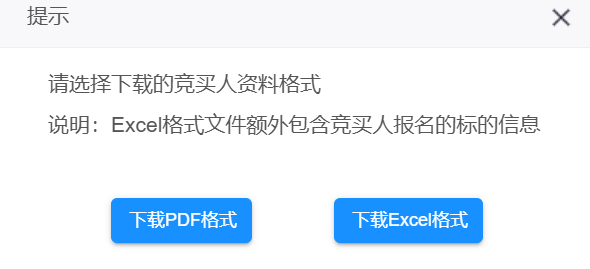 提示
请选择下载的竞买人资料格式
说明：Excel格式文件额外包含竞买人报名的标的信息
下载PDF格式 下载Excel格式